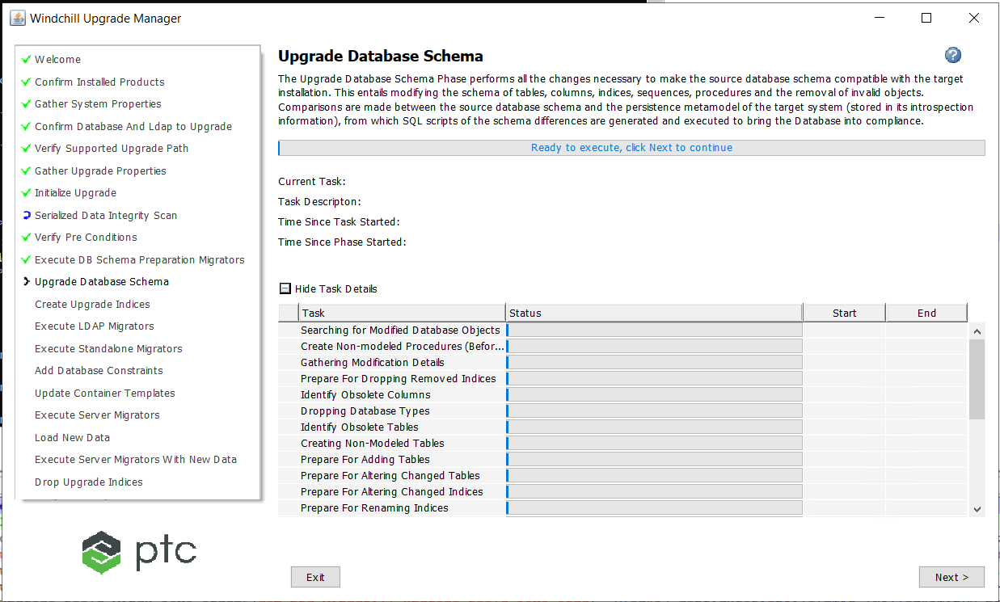 Windchill Upgrade Manager
Welcome
Confirm Installed Products
Gather System Properties
Confirm Database And Ldap to Upgrade
Verify Supported Upgrade Path
Gather Upgrade Properties
Initialize Upgrade
Serialized Data Integrity Scan
Verify Pre Conditions
Execute DB Schema Preparation Migrators
Upgrade Database Schema
Create Upgrade Indices
Execute LDAP Migrators
Execute Standalone Migrators
Add Database Constraints
Update Container Templates
Execute Server Migrators
Load New Data
Execute Server Migrators With New Data
Drop Upgrade Indices
ptc
Upgrade Database Schema
?
The Upgrade Database Schema Phase performs all the changes necessary to make the source database schema compatible with the target
installation. This entails modifying the schema of tables, columns, indices, sequences, procedures and the removal of invalid objects.
Comparisons are made between the source database schema and the persistence metamodel of the target system (stored in its introspection
information), from which SQL scripts of the schema differences are generated and executed to bring the Database into compliance.
Ready to execute, click Next to continue
Current Task:
Task Descripton:
Time Since Task Started:
Time Since Phase Started:
Hide Task Details
Task Status Start End
Searching for Modified Database Objects
Create Non-modeled Procedures (Befor...
Gathering Modification Details
Prepare For Dropping Removed Indices
Identify Obsolete Columns
Dropping Database Types
Identify Obsolete Tables
Creating Non-Modeled Tables
Prepare For Adding Tables
Prepare For Altering Changed Tables
Prepare For Altering Changed Indices
Prepare For Renaming Indices
Exit
Next >